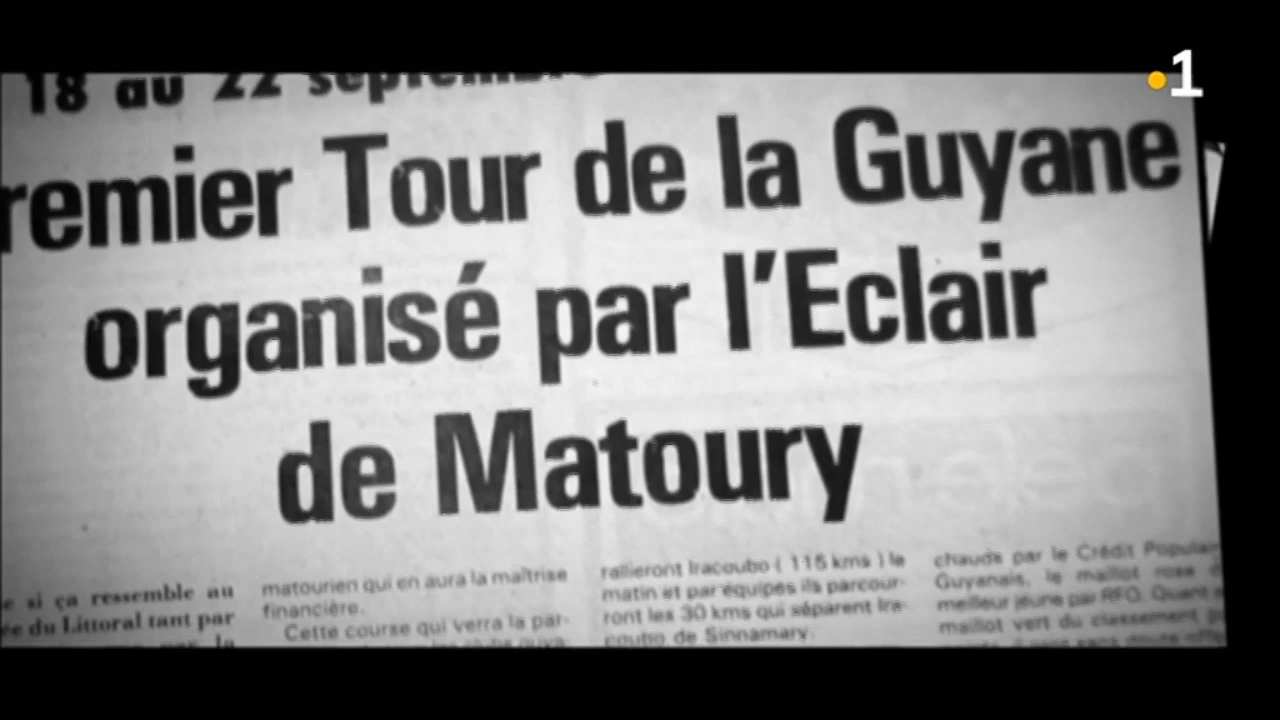 1
18 au 22 septembre
remier Tour de la Guyane
organisé par l'Eclair
de Matoury
si ça ressemble au
du Littoral tant par
la
matourien qui en aura la maîtrise
financière.
Cette course qui verra la par-
rallieront Iracoubo ( 115 kms ) le
matin et par équipes ils parcour-
ront les 30 kms qui séparent Ira-
coubo de Sinnamary.
chauds par le Crédit Populai
Guyanais, le maillot rose
meilleur jeune par RFO. Quant
maillot vert du classement